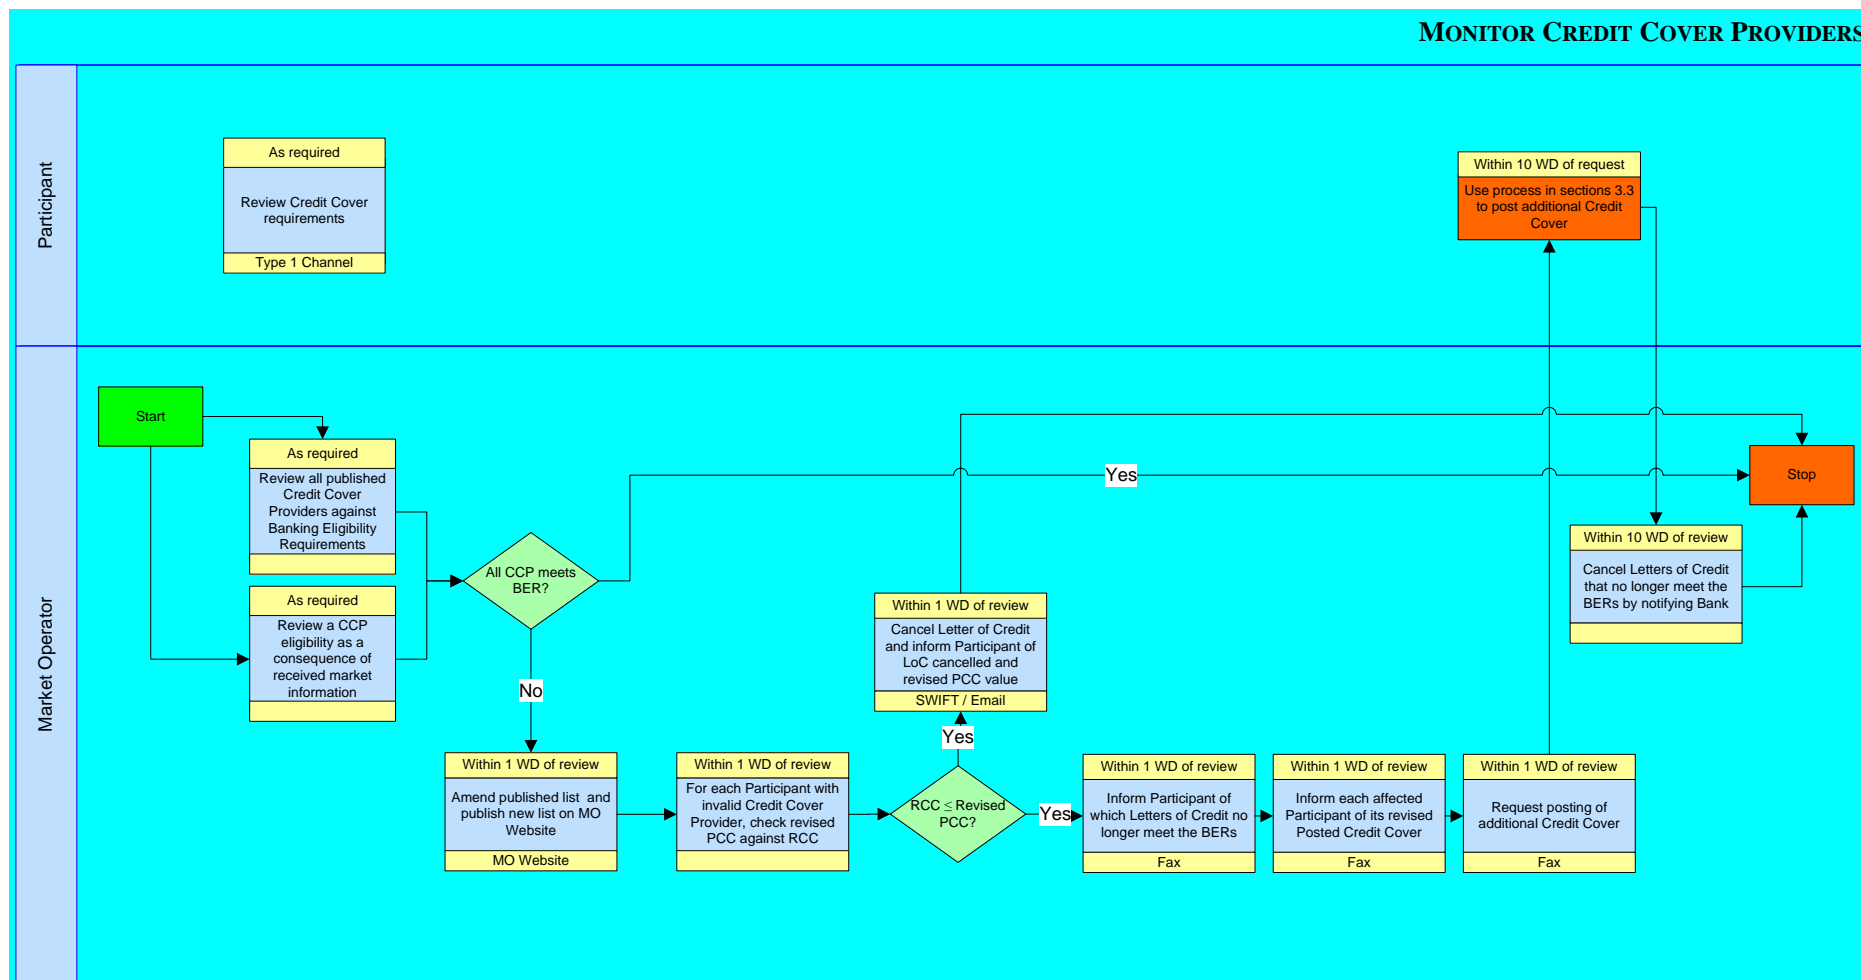 MONITOR CREDIT COVER PROVIDERS
Participant
As required
Review Credit Cover
requirements
Type 1 Channel
Within 10 WD of request
Use process in sections 3.3
to post additional Credit
Cover
Market Operator
Start
As required
Review all published
Credit Cover
Providers against
Banking Eligibility
Requirements
As required
Review a CCP
eligibility as a
consequence of
received market
information
All CCP meets
BER?
Yes
No
Stop
Within 10 WD of review
Cancel Letters of Credit
that no longer meet the
BERs by notifying Bank
Within 1 WD of review
Cancel Letter of Credit
and inform Participant of
LoC cancelled and
revised PCC value
SWIFT / Email
Yes
Within 1 WD of review
Amend published list  and
publish new list on MO
Website
MO Website
Within 1 WD of review
For each Participant with
invalid Credit Cover
Provider, check revised
PCC against RCC
RCC ≤ Revised
PCC?
Yes
Within 1 WD of review
Inform Participant of
which Letters of Credit no
longer meet the BERs
Fax
Within 1 WD of review
Inform each affected
Participant of its revised
Posted Credit Cover
Fax
Within 1 WD of review
Request posting of
additional Credit Cover
Fax